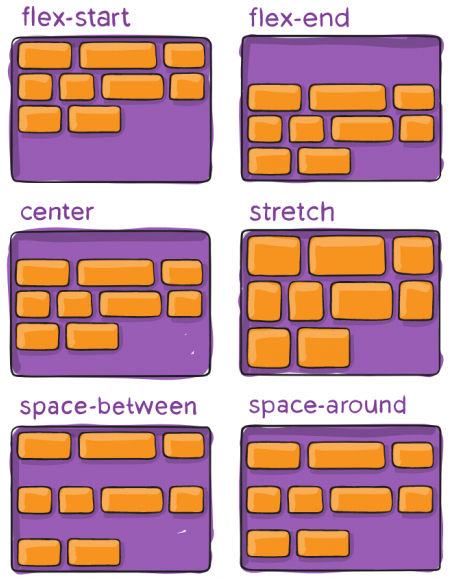 flex-start
flex-end
center
stretch
space-between
space-around